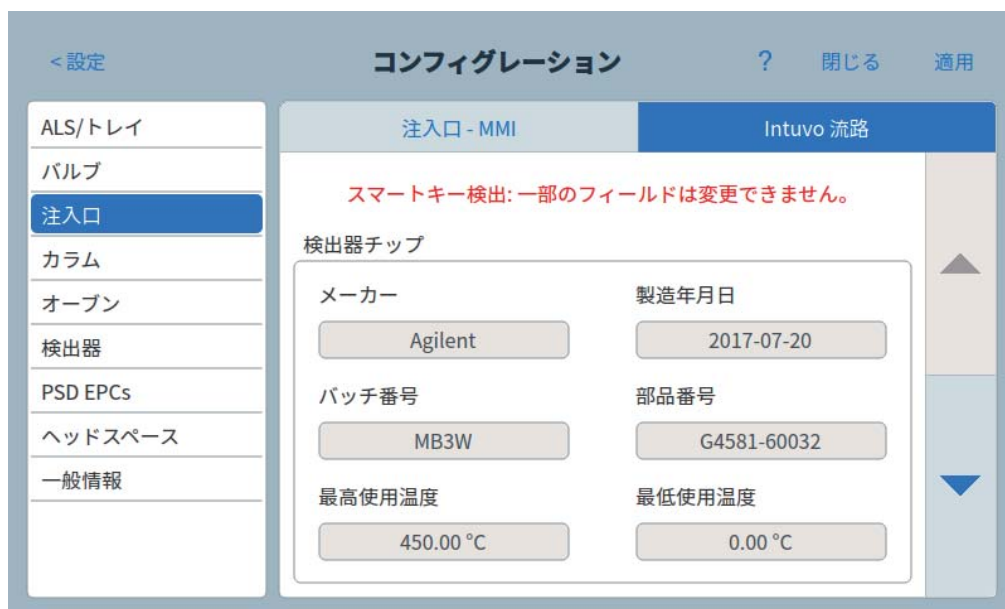 < 設定
コンフィグレーション
?
閉じる
適用
ALS/トレイ
バルブ
注入口
カラム
オーブン
検出器
PSD EPCs
ヘッドスペース
一般情報
注入口 - MMI
Intuvo 流路
スマートキー検出: 一部のフィールドは変更できません。
検出器チップ
メーカー
製造年月日
Agilent
2017-07-20
バッチ番号
部品番号
MB3W
G4581-60032
最高使用温度
最低使用温度
450.00 °C
0.00 °C